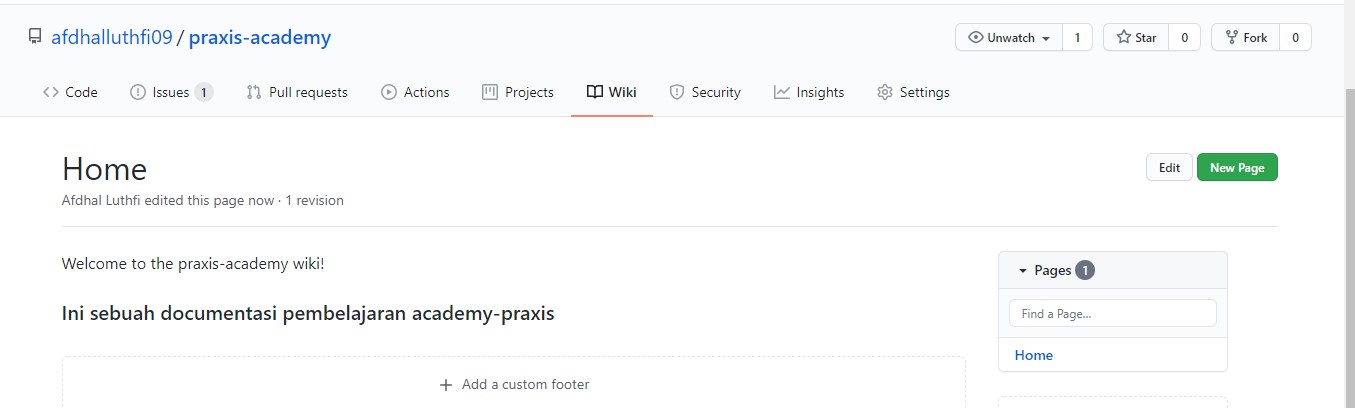 afdhalluthfi09 / praxis-academy
Unwatch 1 Star 0 Fork 0
Code Issues 1 Pull requests Actions Projects Wiki Security Insights Settings
Home
Edit New Page
Afdhal Luthfi edited this page now · 1 revision
Welcome to the praxis-academy wiki!
Ini sebuah documentasi pembelajaran academy-praxis
Add a custom footer
Pages 1
Find a Page...
Home